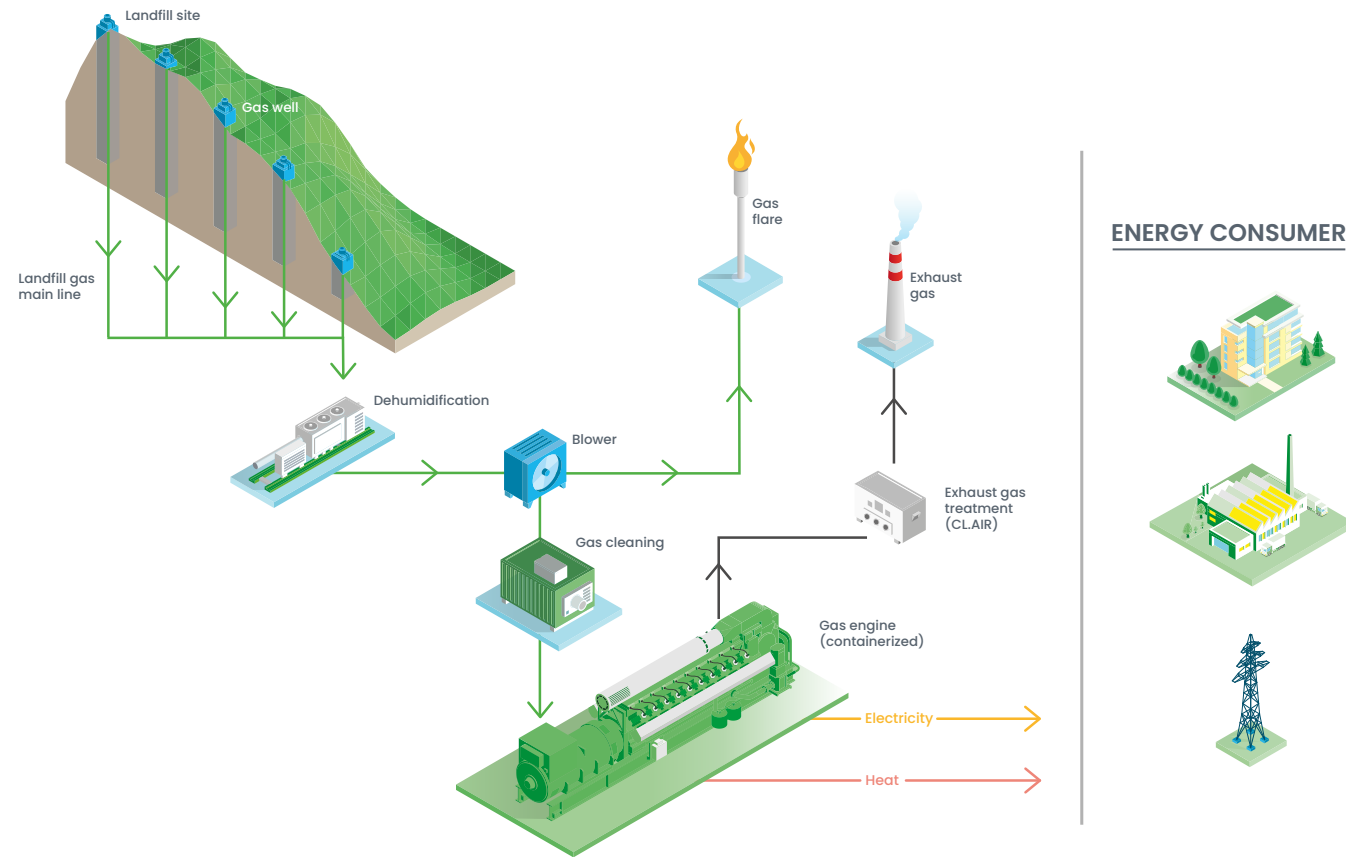 Landfill site
Gas well
Landfill gas
main line
Gas
flare
Exhaust
gas
ENERGY CONSUMER
Dehumidification
Blower
Gas cleaning
Exhaust gas
treatment
(CL.AIR)
Gas engine
(containerized)
Electricity
Heat